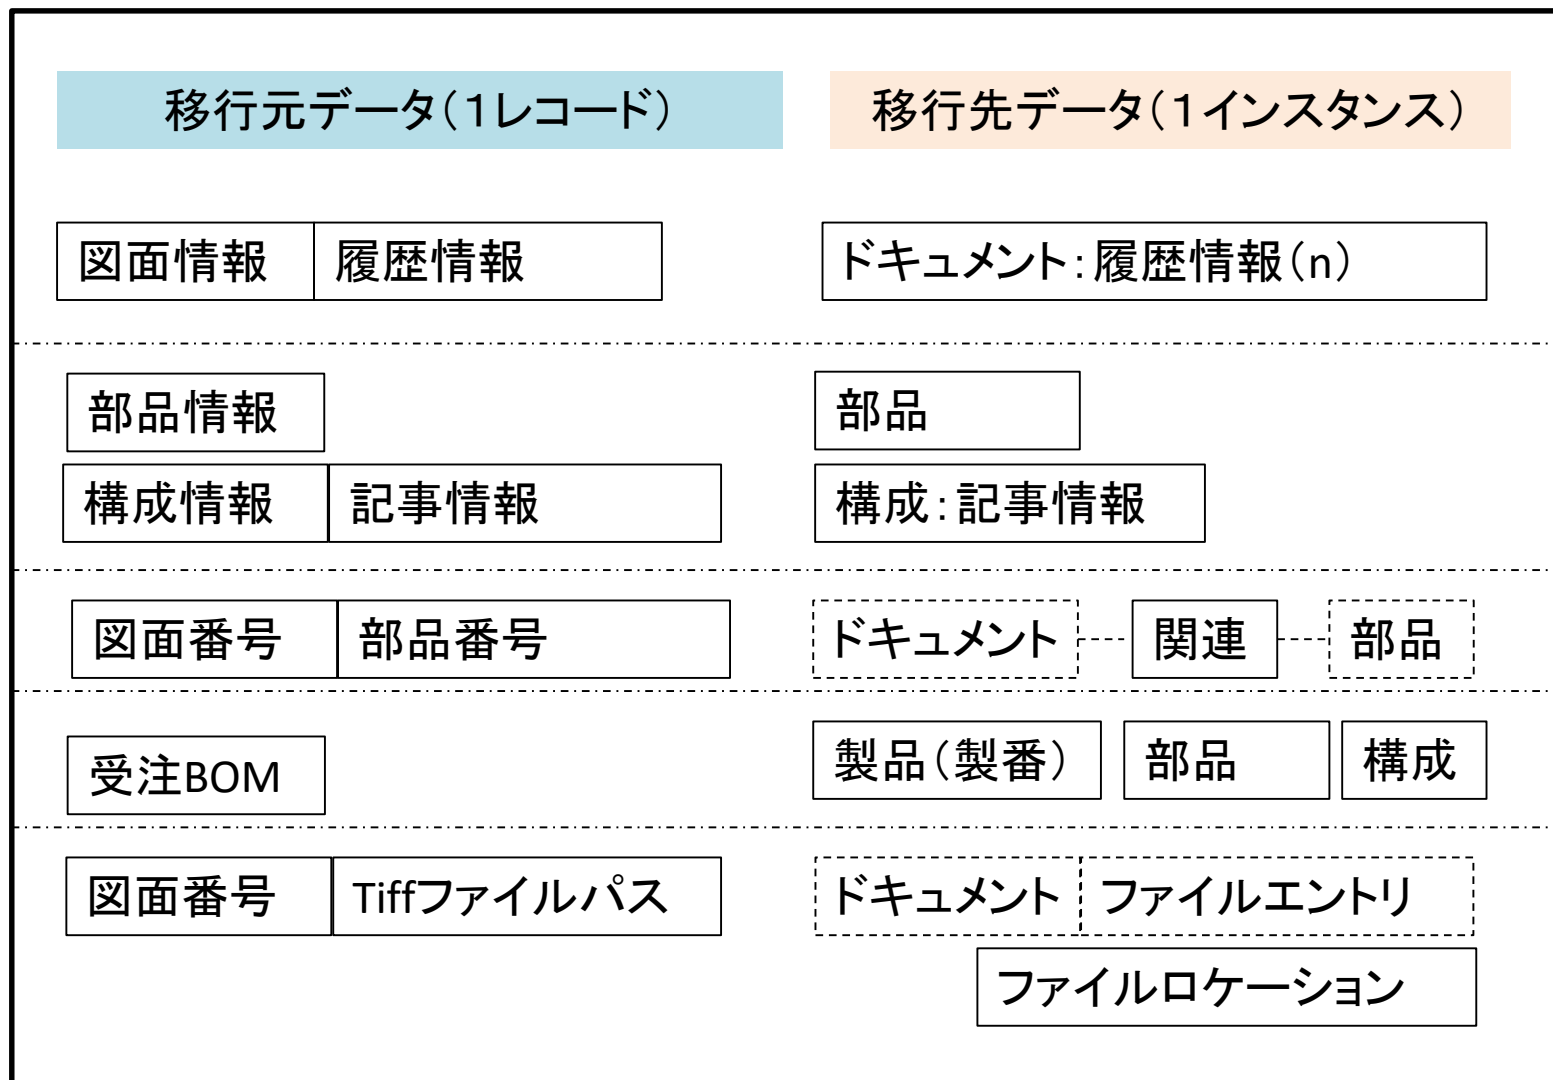 移行元データ（１レコード） 移行先データ（１インスタンス）
図面情報 履歴情報 ドキュメント：履歴情報（n）
部品情報 部品
構成情報 記事情報 構成：記事情報
図面番号 部品番号 ドキュメント 関連 部品
受注BOM 製品（製番） 部品 構成
図面番号 Tiffファイルパス ドキュメント ファイルエントリ
ファイルロケーション